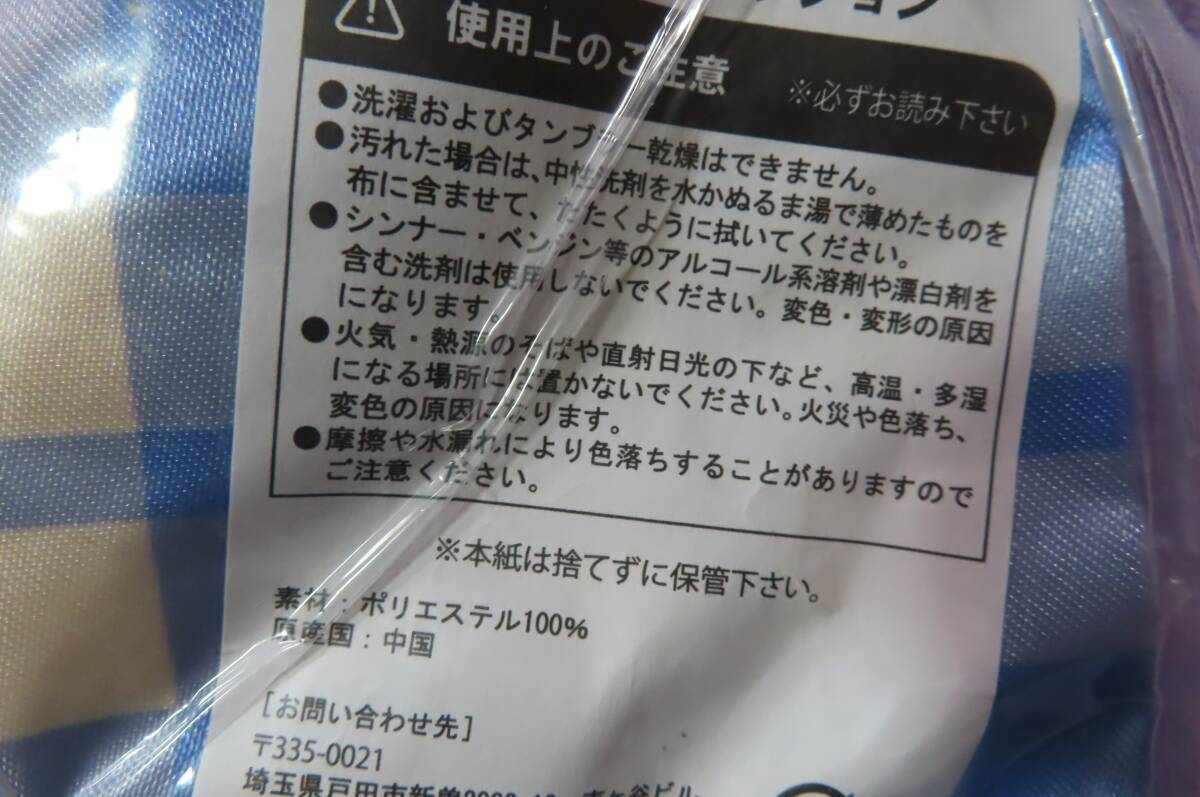 ション
使用上のご注意 ※必ずお読み下さい
●洗濯およびタンブラー乾燥はできません。
●汚れた場合は、中性洗剤を水かぬるま湯で薄めたものを
布に含ませて、たたくように拭いてください。
●シンナー・ベンジン等のアルコール系溶剤や漂白剤を
含む洗剤は使用しないでください。変色・変形の原因
になります。
●火気・熱源のそばや直射日光の下など、高温・多湿
になる場所には置かないでください。火災や色落ち、
変色の原因になります。
●摩擦や水漏れにより色落ちすることがありますので
ご注意ください。
※本紙は捨てずに保管下さい。
素材：ポリエステル100%
原産国：中国
［お問い合わせ先］
〒335-0021
埼玉県戸田市新曽